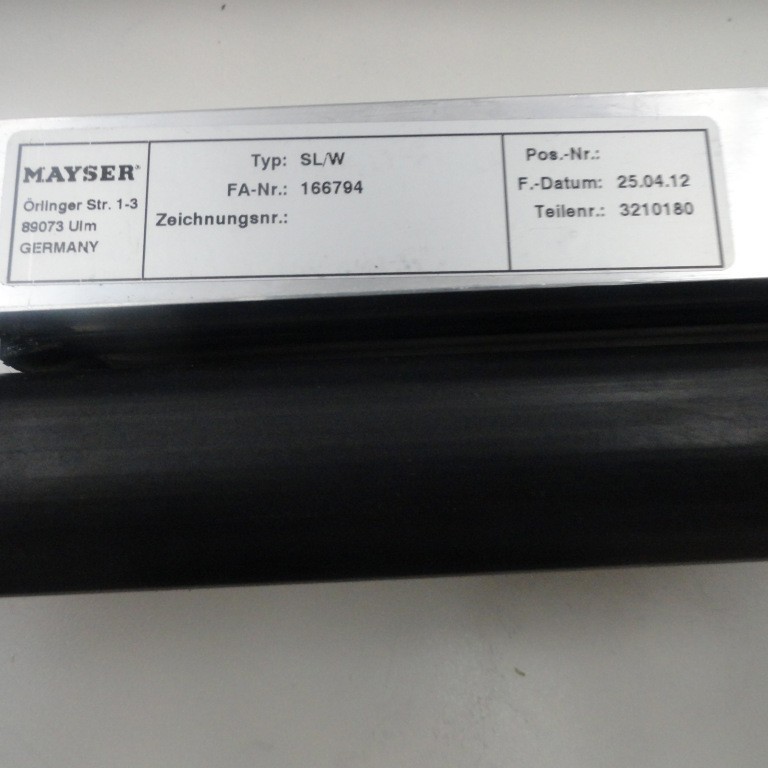 MAYSER®
Örlinger Str. 1-3
89073 Ulm
GERMANY
Typ: SL/W
FA-Nr.: 166794
Zeichnungsnr.:
Pos.-Nr.:
F.-Datum: 25.04.12
Teilenr.: 3210180